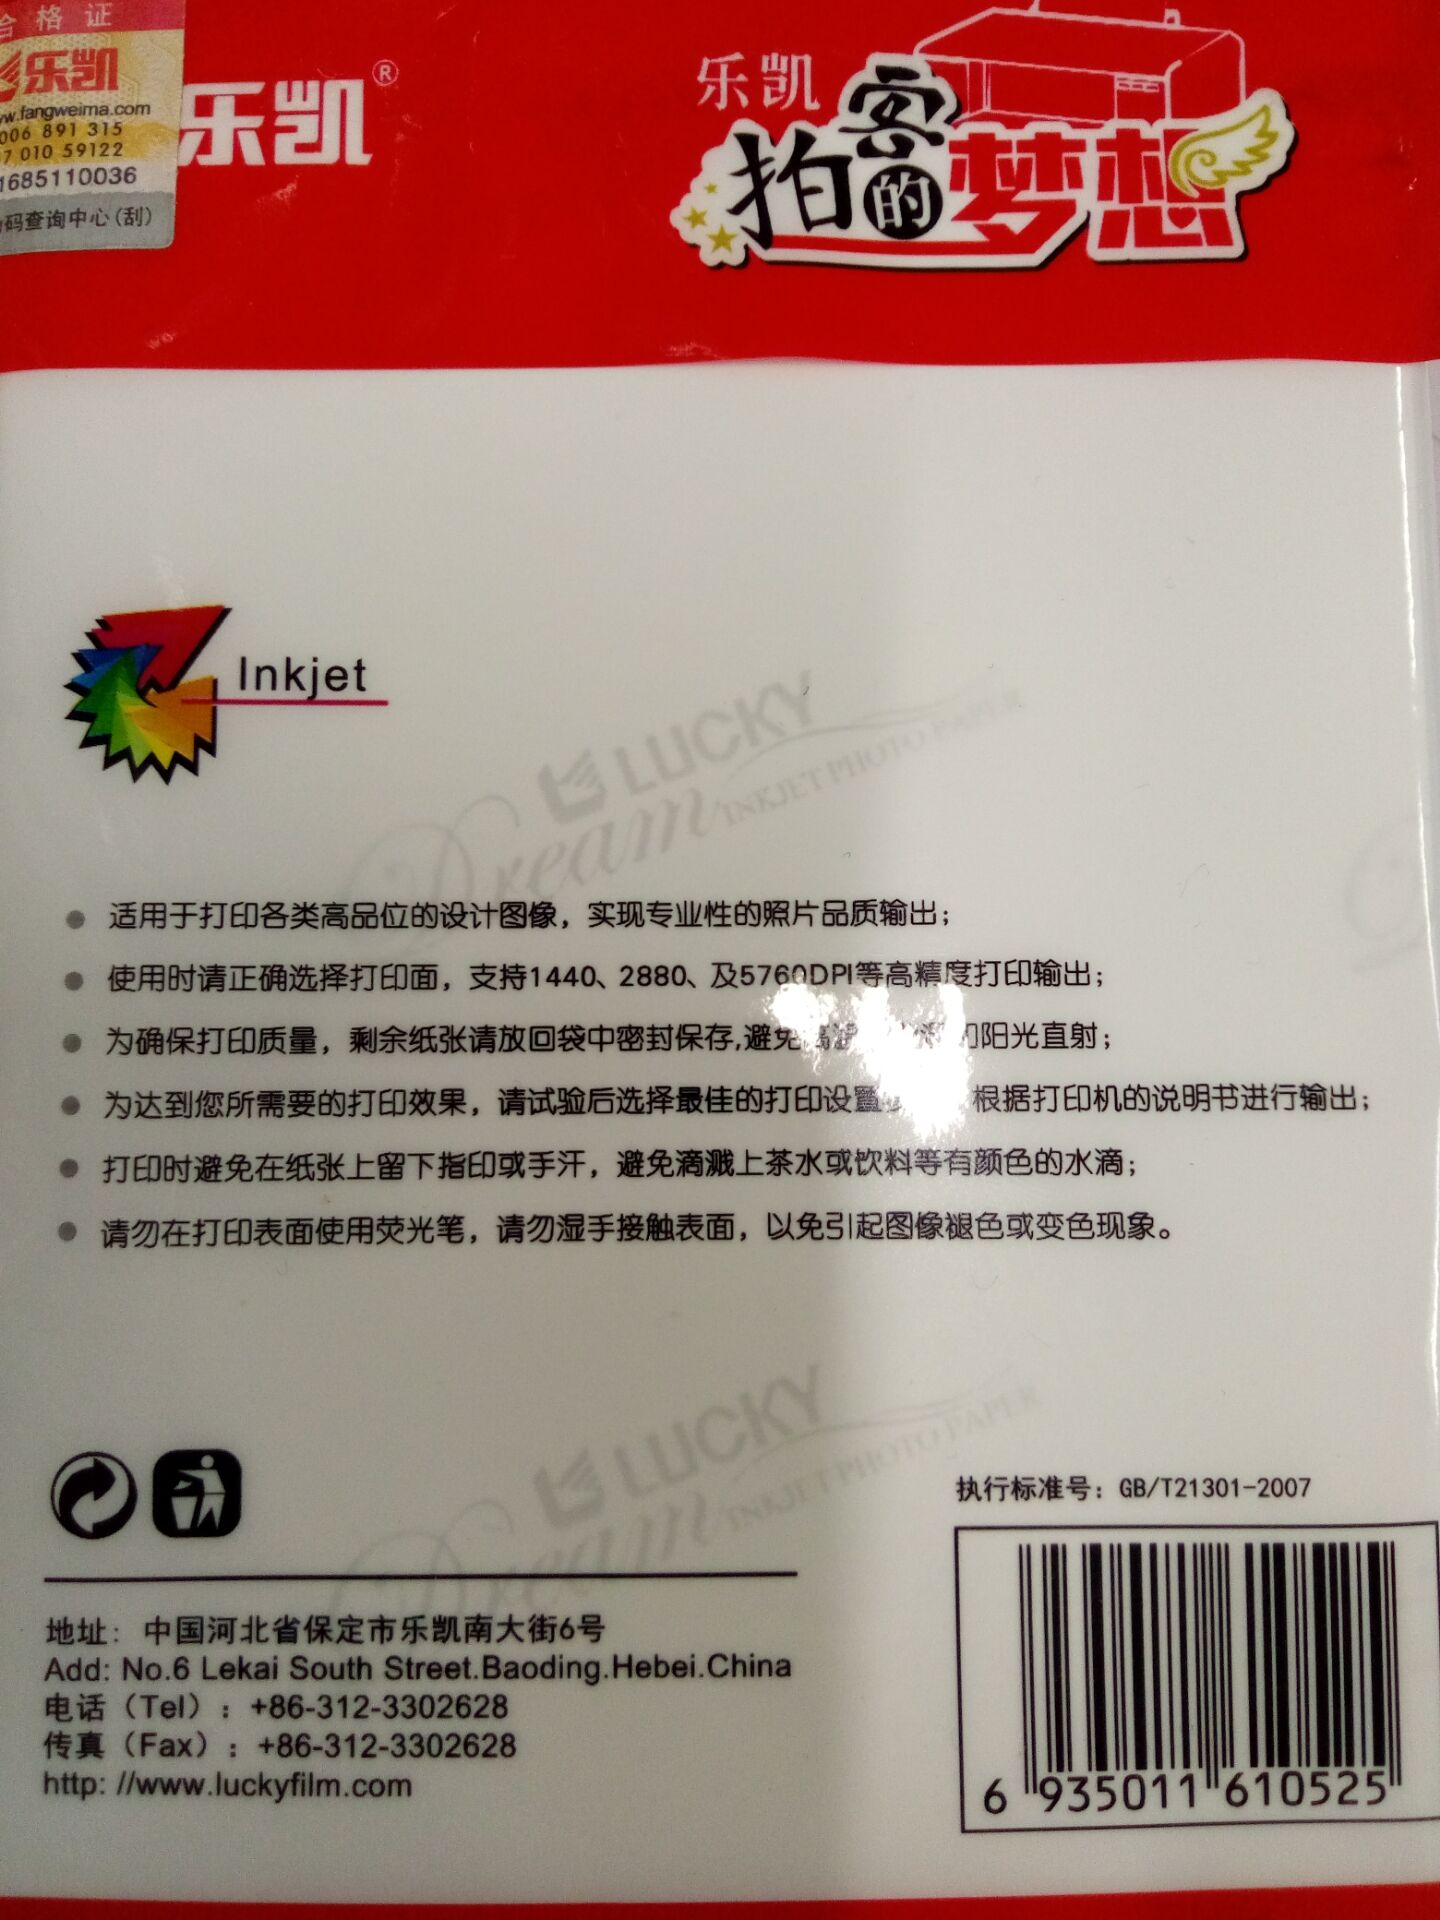 合格证
乐凯
www.fangweima.com
006 891 315
7 010 59122
1685110036
码查询中心(刮)
乐凯®
乐凯
拍客的梦想
Inkjet
LUCKY
Dream INKJET PHOTO PAPER
● 适用于打印各类高品位的设计图像，实现专业性的照片品质输出；
● 使用时请正确选择打印面，支持1440、2880、及5760DPI等高精度打印输出；
● 为确保打印质量，剩余纸张请放回袋中密封保存,避免高 阳光直射；
● 为达到您所需要的打印效果，请试验后选择最佳的打印设置 根据打印机的说明书进行输出；
● 打印时避免在纸张上留下指印或手汗，避免滴溅上茶水或饮料等有颜色的水滴；
● 请勿在打印表面使用荧光笔，请勿湿手接触表面，以免引起图像褪色或变色现象。
LUCKY
Dream INKJET PHOTO PAPER
执行标准号：GB/T21301-2007
地址：中国河北省保定市乐凯南大街6号
Add: No.6 Lekai South Street.Baoding.Hebei.China
电话（Tel）：+86-312-3302628
传真（Fax）：+86-312-3302628
http: //www.luckyfilm.com
6 935011 610525